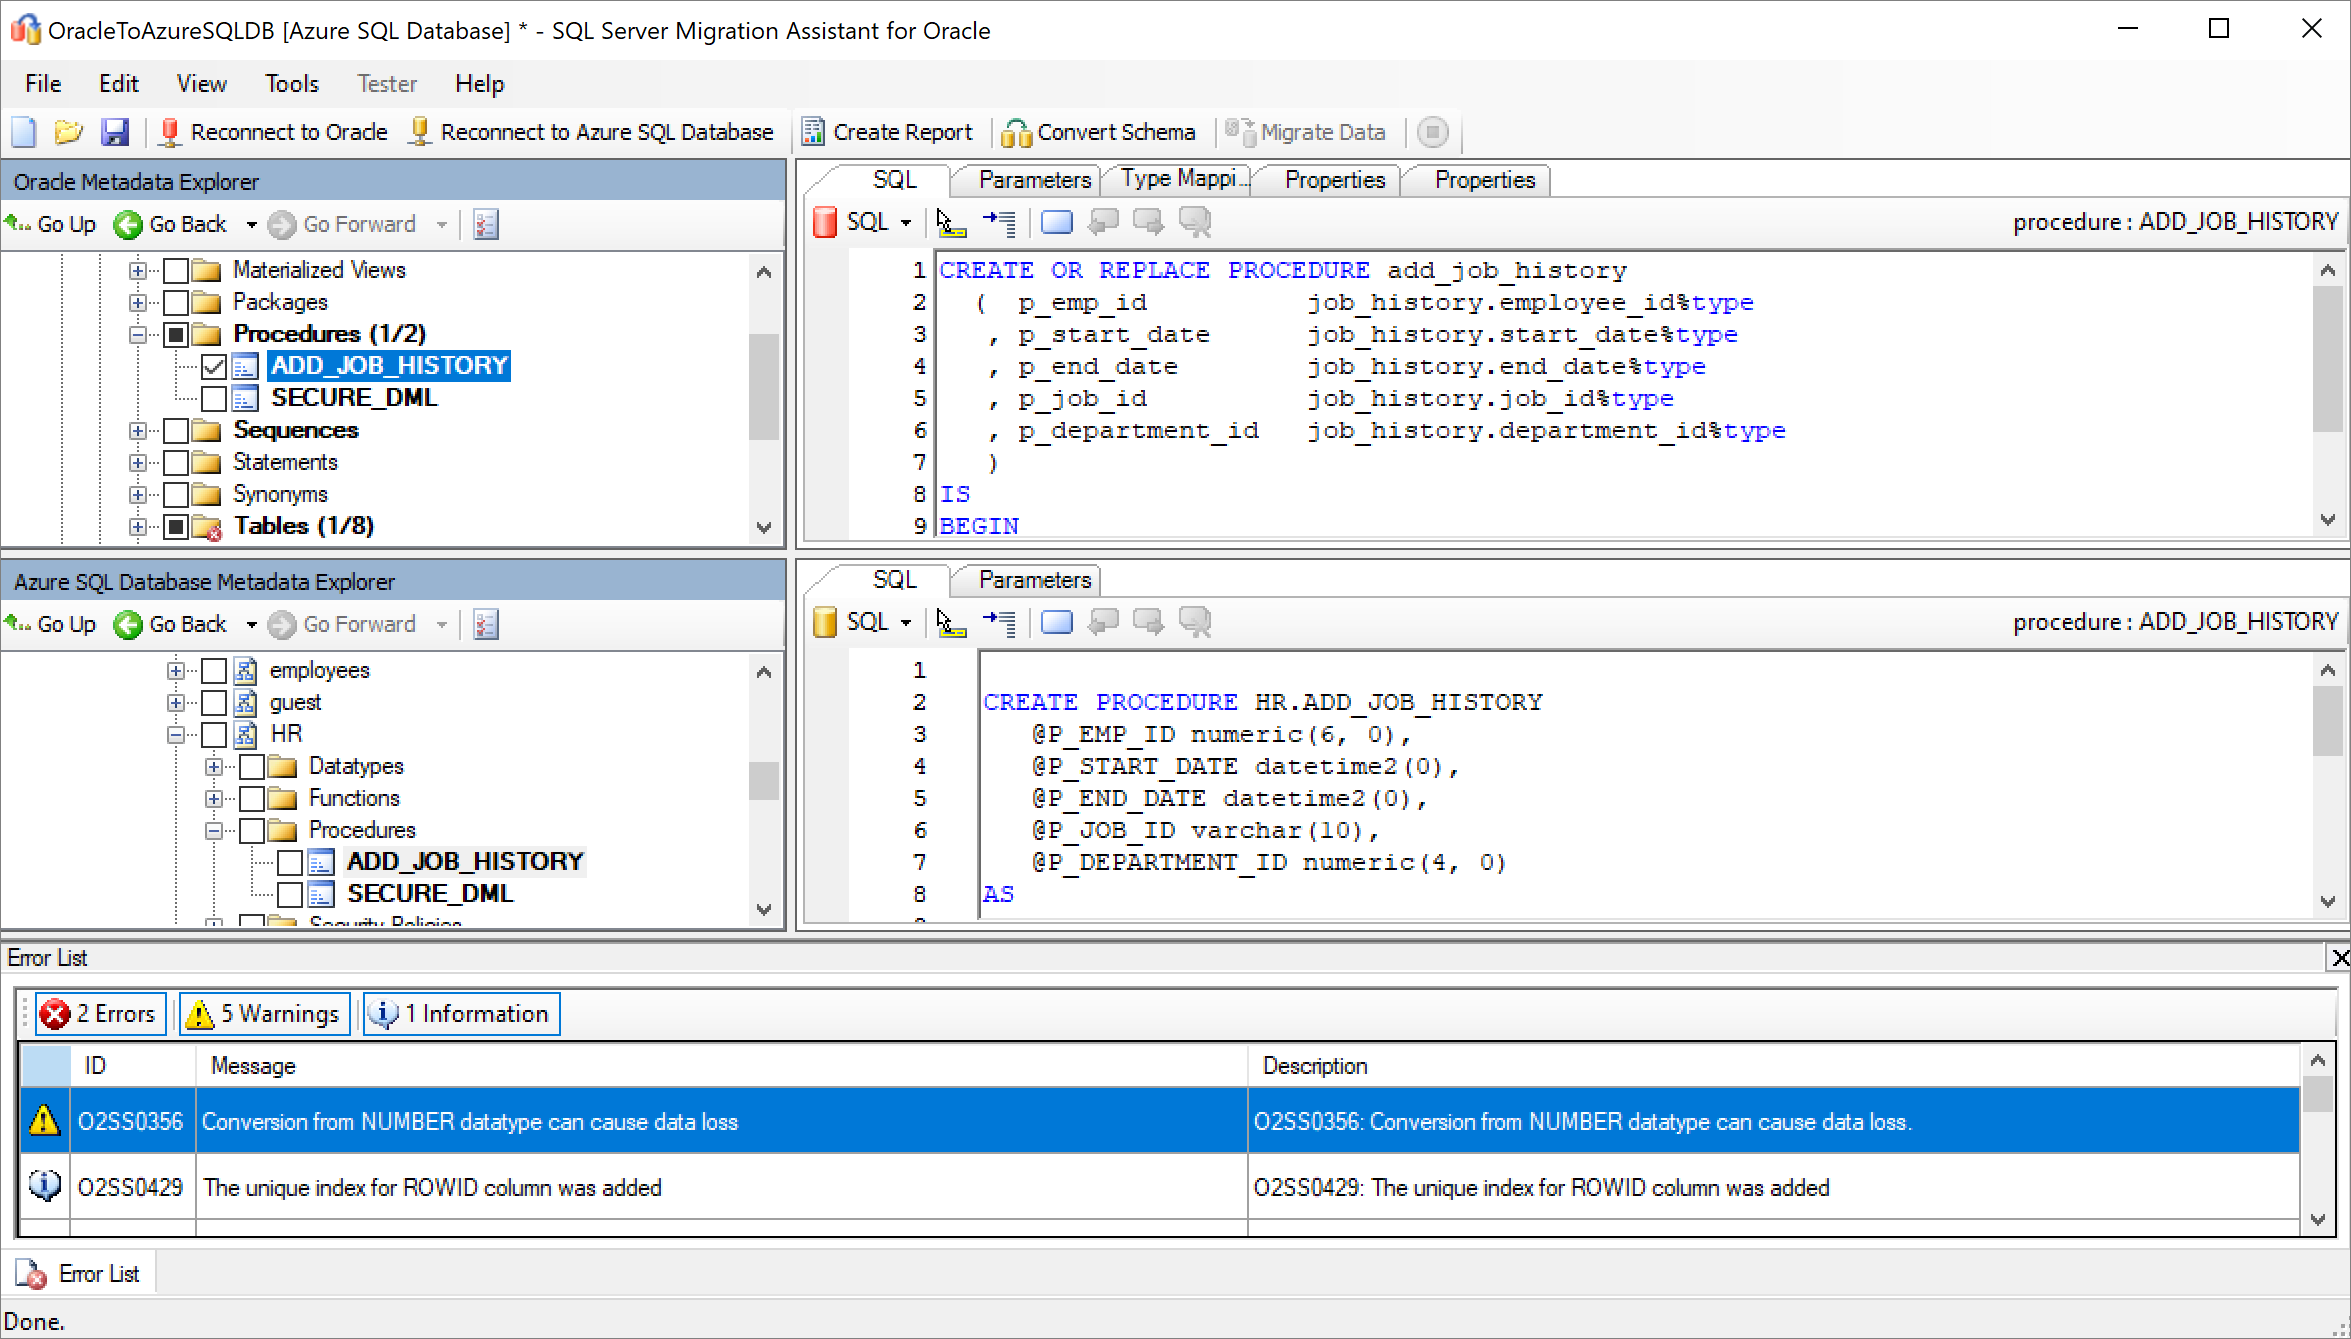 OracleToAzureSQLDB [Azure SQL Database] * - SQL Server Migration Assistant for Oracle
File Edit View Tools Tester Help
Reconnect to Oracle Reconnect to Azure SQL Database Create Report Convert Schema Migrate Data
Oracle Metadata Explorer
Go Up Go Back Go Forward
Materialized Views
Packages
Procedures (1/2)
ADD_JOB_HISTORY
SECURE_DML
Sequences
Statements
Synonyms
Tables (1/8)
SQL Parameters Type Mappi... Properties Properties
SQL procedure : ADD_JOB_HISTORY
1 CREATE OR REPLACE PROCEDURE add_job_history
2 ( p_emp_id job_history.employee_id%type
3 , p_start_date job_history.start_date%type
4 , p_end_date job_history.end_date%type
5 , p_job_id job_history.job_id%type
6 , p_department_id job_history.department_id%type
7 )
8 IS
9 BEGIN
Azure SQL Database Metadata Explorer
Go Up Go Back Go Forward
employees
guest
HR
Datatypes
Functions
Procedures
ADD_JOB_HISTORY
SECURE_DML
Security Policies
SQL Parameters
SQL procedure : ADD_JOB_HISTORY
1
2 CREATE PROCEDURE HR.ADD_JOB_HISTORY
3 @P_EMP_ID numeric(6, 0),
4 @P_START_DATE datetime2(0),
5 @P_END_DATE datetime2(0),
6 @P_JOB_ID varchar(10),
7 @P_DEPARTMENT_ID numeric(4, 0)
8 AS
Error List
2 Errors 5 Warnings 1 Information
ID Message Description
O2SS0356 Conversion from NUMBER datatype can cause data loss O2SS0356: Conversion from NUMBER datatype can cause data loss.
O2SS0429 The unique index for ROWID column was added O2SS0429: The unique index for ROWID column was added
Error List
Done.